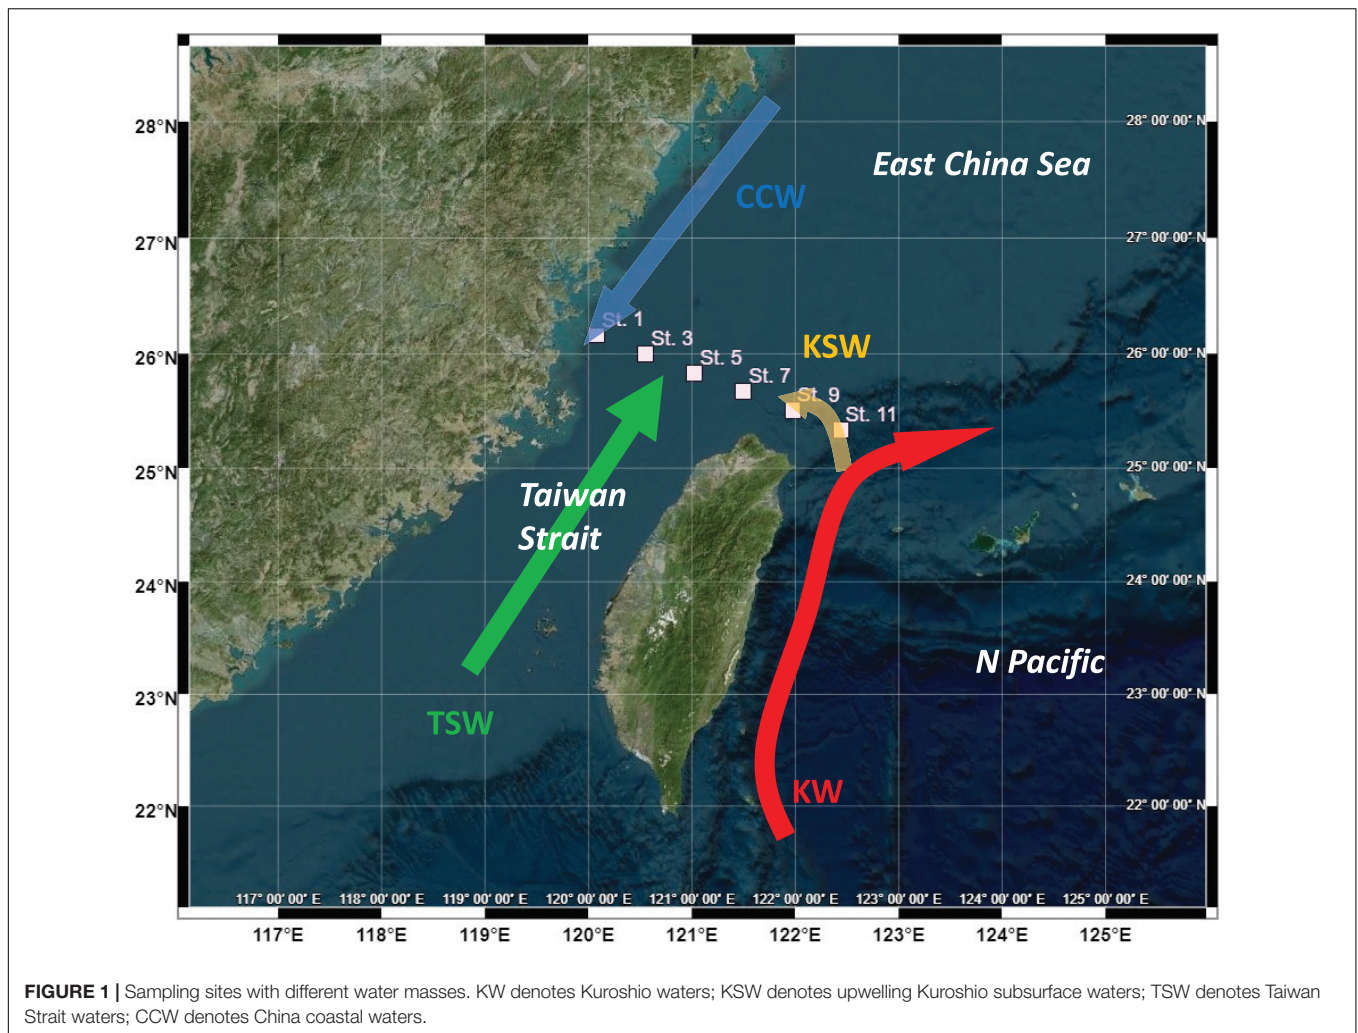 28°N
28° 00′ 00″ N
East China Sea
CCW
27°N
27° 00′ 00″ N
St. 1
St. 3
KSW
26°N
26° 00′ 00″ N
St. 5
St. 7
St. 9
St. 11
25°N
25° 00′ 00″ N
Taiwan
Strait
24°N
24° 00′ 00″ N
N Pacific
23°N
23° 00′ 00″ N
TSW
KW
22°N
22° 00′ 00″ N
117° 00′ 00″ E 118° 00′ 00″ E 119° 00′ 00″ E 120° 00′ 00″ E 121° 00′ 00″ E 122° 00′ 00″ E 123° 00′ 00″ E 124° 00′ 00″ E 125° 00′ 00″ E
117°E 118°E 119°E 120°E 121°E 122°E 123°E 124°E 125°E
FIGURE 1 | Sampling sites with different water masses. KW denotes Kuroshio waters; KSW denotes upwelling Kuroshio subsurface waters; TSW denotes Taiwan
Strait waters; CCW denotes China coastal waters.